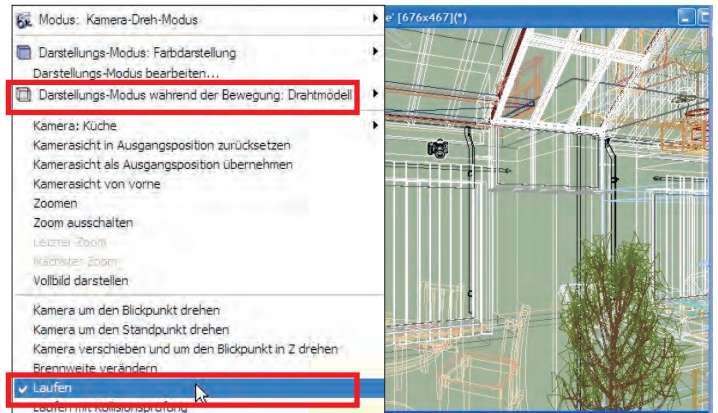 Modus: Kamera-Dreh-Modus
e' [676x467](*)
Darstellungs-Modus: Farbdarstellung
Darstellungs-Modus bearbeiten...
Darstellungs-Modus während der Bewegung: Drahtmodell
Kamera: Küche
Kamerasicht in Ausgangsposition zurücksetzen
Kamerasicht als Ausgangsposition übernehmen
Kamerasicht von vorne
Zoomen
Zoom ausschalten
Letzter Zoom
Nächster Zoom
Vollbild darstellen
Kamera um den Blickpunkt drehen
Kamera um den Standpunkt drehen
Kamera verschieben und um den Blickpunkt in Z drehen
Brennweite verändern
Laufen
Laufen mit Kollisionsprüfung